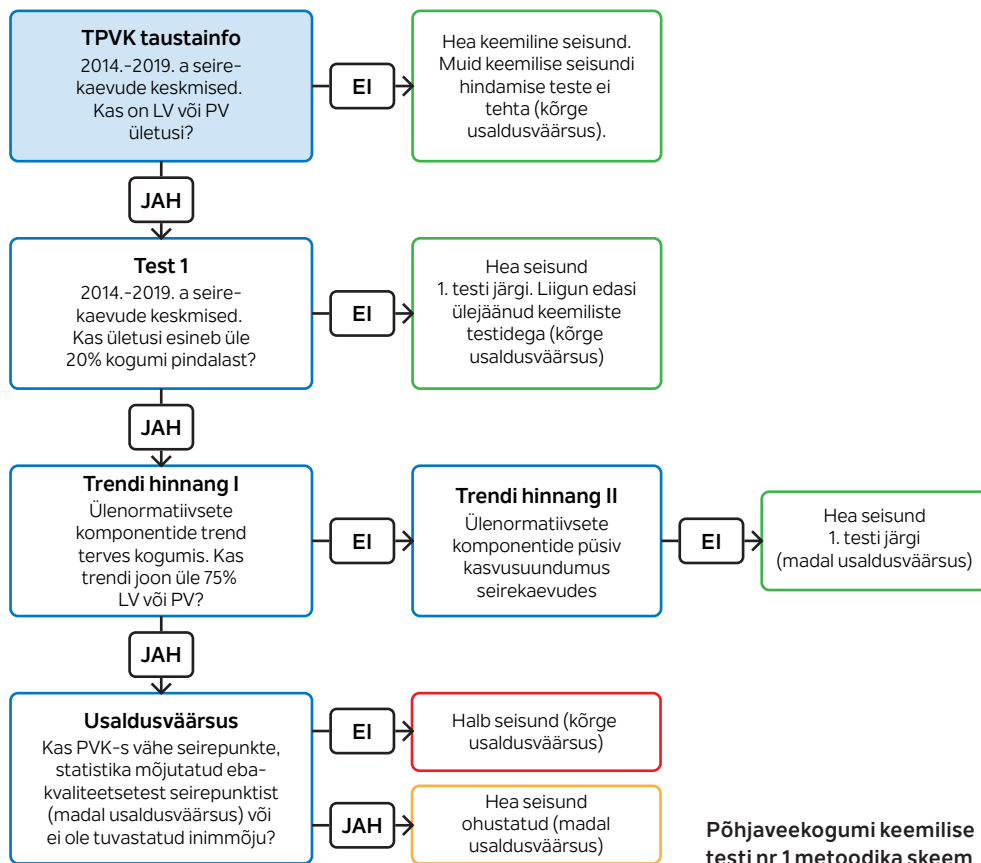 TPVK taustainfo
2014.-2019. a seire-
kaevude keskmised.
Kas on LV või PV
ületusi?
EI
Hea keemiline seisund.
Muid keemilise seisundi
hindamise teste ei
tehta (kõrge
usaldusväärsus).
JAH
Test 1
2014.-2019. a seire-
kaevude keskmised.
Kas ületusi esineb üle
20% kogumi pindalast?
EI
Hea seisund
1. testi järgi. Liigun edasi
ülejäänud keemiliste
testidega (kõrge
usaldusväärsus)
JAH
Trendi hinnang I
Ülenormatiivsete
komponentide trend
terves kogumis. Kas
trendi joon üle 75%
LV või PV?
EI
Trendi hinnang II
Ülenormatiivsete
komponentide püsiv
kasvusuundumus
seirekaevudes
EI
Hea seisund
1. testi järgi
(madal usaldusväärsus)
JAH
Usaldusväärsus
Kas PVK-s vähe seirepunkte,
statistika mõjutatud eba-
kvaliteetsetest seirepunktist
(madal usaldusväärsus) või
ei ole tuvastatud inimmõju?
EI
Halb seisund (kõrge
usaldusväärsus)
JAH
Hea seisund
ohustatud (madal
usaldusväärsus)
Põhjaveekogumi keemilise
testi nr 1 metoodika skeem